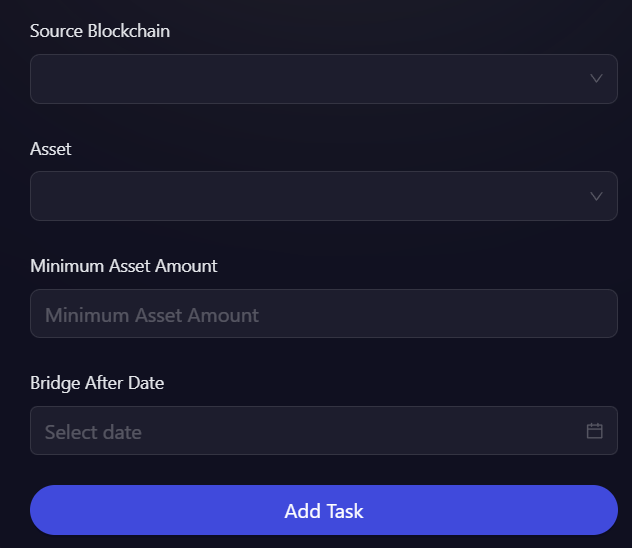 Source Blockchain
Asset
Minimum Asset Amount
Minimum Asset Amount
Bridge After Date
Select date
Add Task